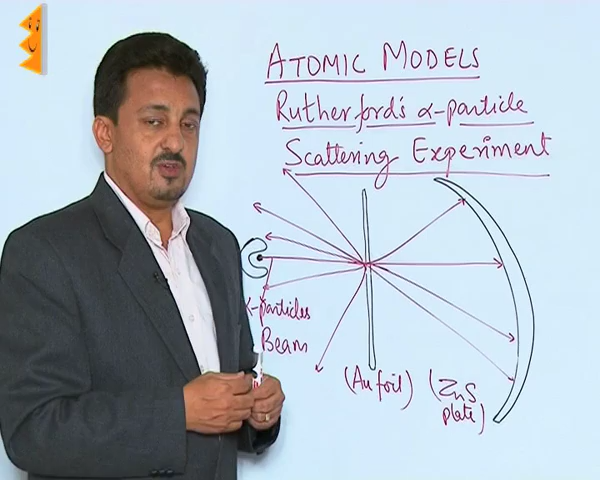 ATOMIC MODELS
Rutherford's α-particle
Scattering Experiment
α-particles
Beam
(Au foil)
(ZnS
plate)